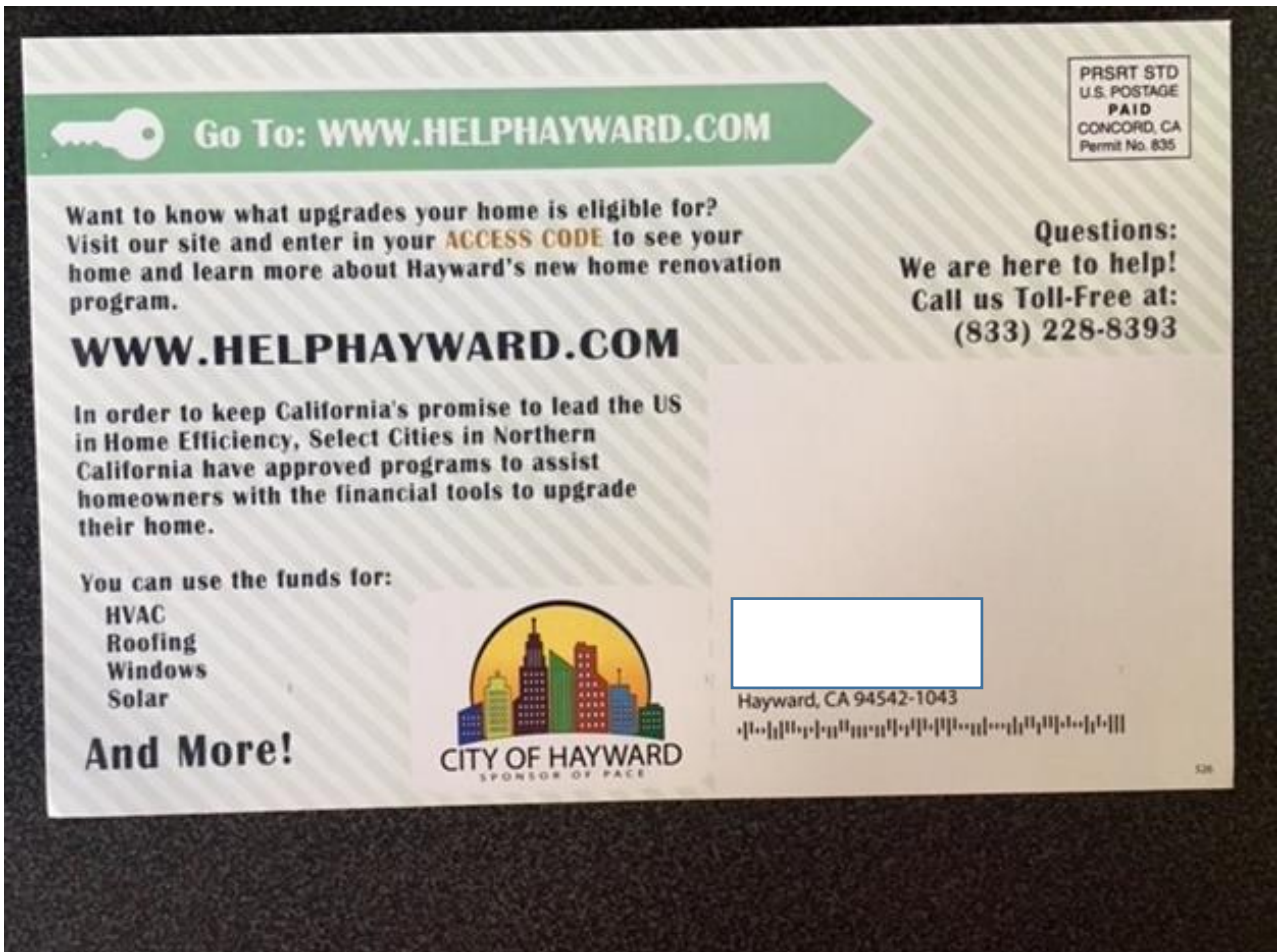 Go To: WWW.HELPHAYWARD.COM
PRSRT STD
U.S. POSTAGE
PAID
CONCORD, CA
Permit No. 835
Want to know what upgrades your home is eligible for?
Visit our site and enter in your ACCESS CODE to see your
home and learn more about Hayward's new home renovation
program.
WWW.HELPHAYWARD.COM
Questions:
We are here to help!
Call us Toll-Free at:
(833) 228-8393
In order to keep California's promise to lead the US
in Home Efficiency, Select Cities in Northern
California have approved programs to assist
homeowners with the financial tools to upgrade
their home.
You can use the funds for:
HVAC
Roofing
Windows
Solar
And More!
CITY OF HAYWARD
SPONSOR OF PACE
Hayward, CA 94542-1043
526